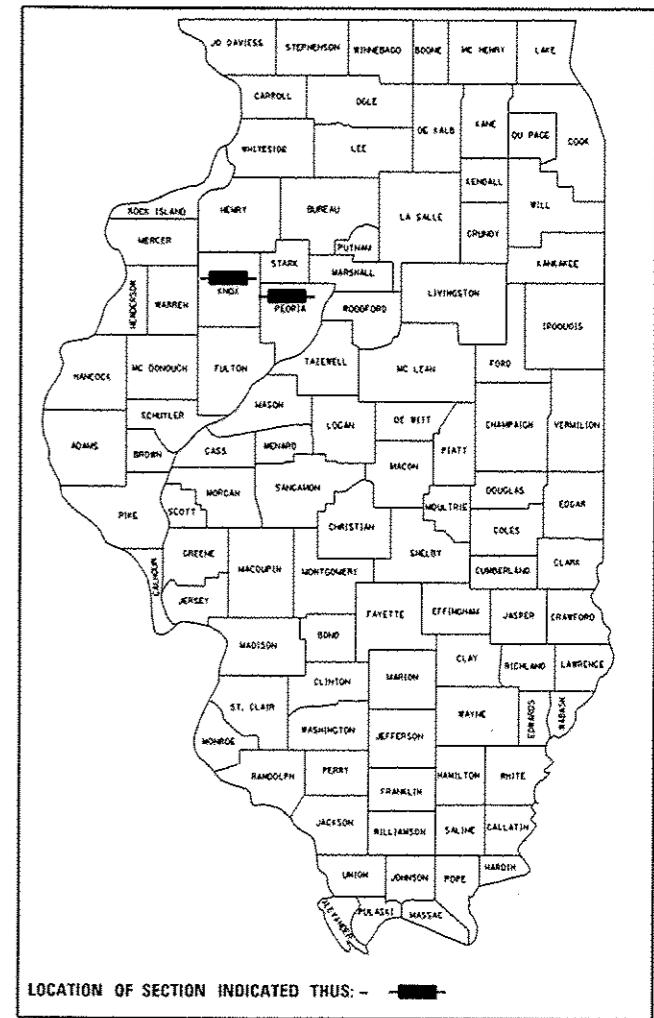 JO DAVIESS STEPHENSON WINNEBAGO BOONE MC HENRY LAKE
CARROLL OGLE DE KALB KANE DU PAGE COOK
WHITESIDE LEE KENDALL WILL
ROCK ISLAND HENRY BUREAU LA SALLE GRUNDY
MERCER PUTNAM KANKAKEE
HENDERSON WARREN KNOX STARK PEORIA MARSHALL WOODFORD LIVINGSTON IROQUOIS
HANCOCK MC DONOUGH FULTON TAZEWELL MC LEAN FORD
SCHUYLER MASON LOGAN DE WITT CHAMPAIGN VERMILION
ADAMS BROWN CASS MENARD MACON PIATT
PIKE SCOTT MORGAN SANGAMON CHRISTIAN MOULTRIE DOUGLAS EDGAR
COLES
CALHOUN GREENE MACOUPIN MONTGOMERY SHELBY CUMBERLAND CLARK
JERSEY FAYETTE EFFINGHAM JASPER CRAWFORD
MADISON BOND CLAY RICHLAND LAWRENCE
CLINTON MARION
ST. CLAIR WASHINGTON JEFFERSON WAYNE EDWARDS WABASH
MONROE
RANDOLPH PERRY FRANKLIN HAMILTON WHITE
JACKSON WILLIAMSON SALINE GALLATIN
UNION JOHNSON POPE HARDIN
ALEXANDER PULASKI MASSAC
LOCATION OF SECTION INDICATED THUS: -